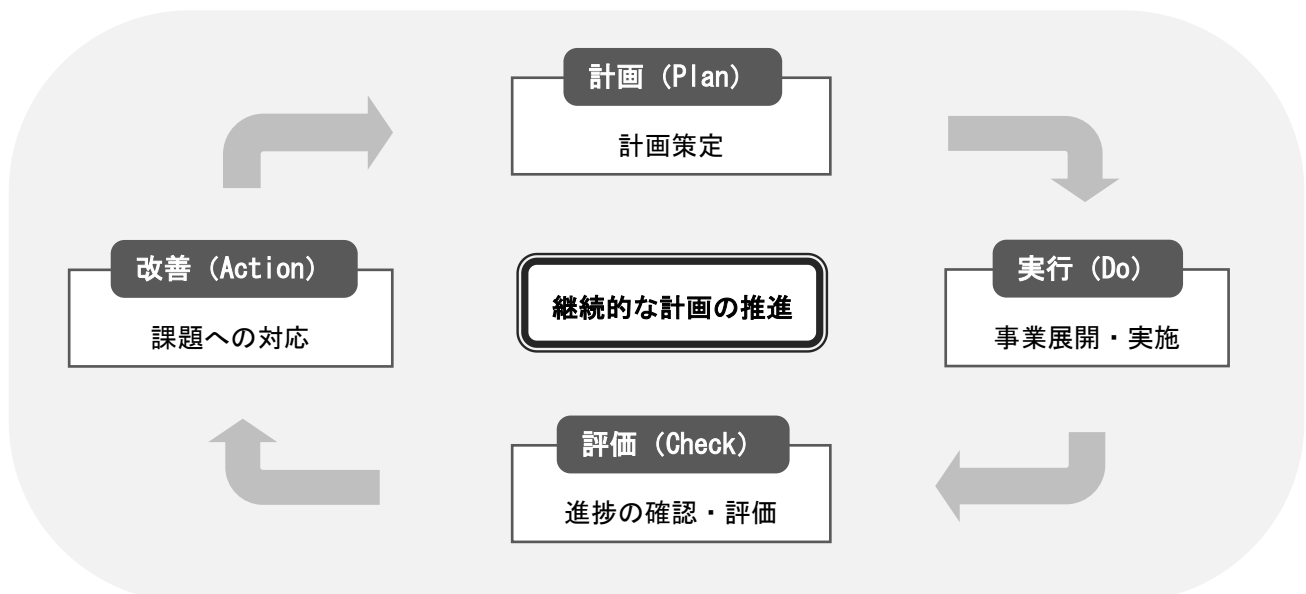 計画（Plan）
計画策定
改善（Action）
課題への対応
継続的な計画の推進
実行（Do）
事業展開・実施
評価（Check）
進捗の確認・評価